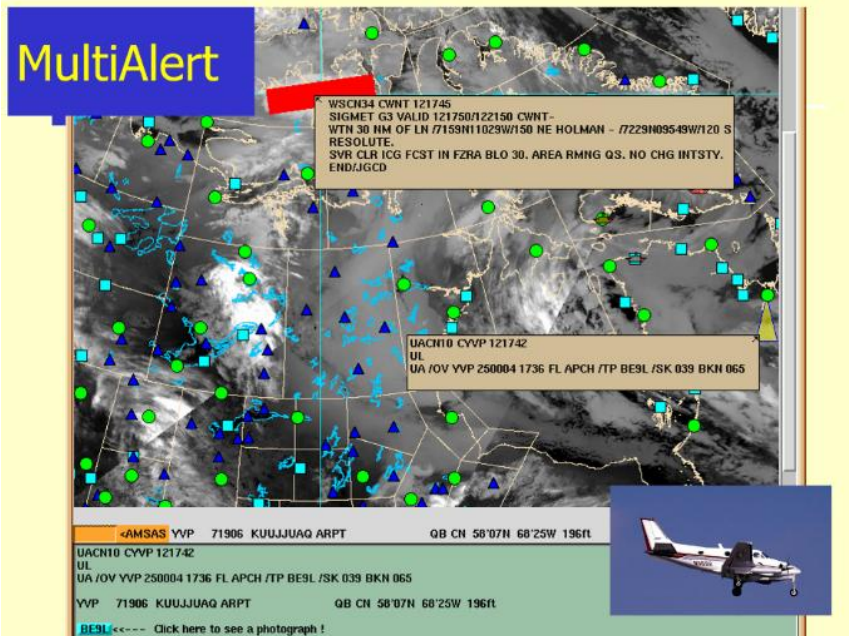 MultiAlert
WSCN34 CWNT 121745
SIGMET G3 VALID 121750/122150 CWNT-
WTN 30 NM OF LN /7159N11029W/150 NE HOLMAN - /7229N09549W/120 S
RESOLUTE.
SVR CLR ICG FCST IN FZRA BLO 30. AREA RMNG QS. NO CHG INTSTY.
END/JGCD
UACN10 CYVP 121742
UL
UA /OV YVP 250004 1736 FL APCH /TP BE9L /SK 039 BKN 065
<AMSAS YVP 71906 KUUJJUAQ ARPT QB CN 58'07N 68'25W 196ft
UACN10 CYVP 121742
UL
UA /OV YVP 250004 1736 FL APCH /TP BE9L /SK 039 BKN 065
YVP 71906 KUUJJUAQ ARPT QB CN 58'07N 68'25W 196ft
BE9L <<--- Click here to see a photograph !